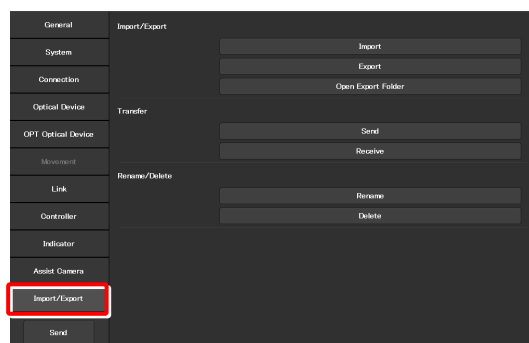 General
System
Connection
Optical Device
OPT Optical Device
Movement
Link
Controller
Indicator
Assist Camera
Import/Export
Send
Import/Export
Import
Export
Open Export Folder
Transfer
Send
Receive
Rename/Delete
Rename
Delete